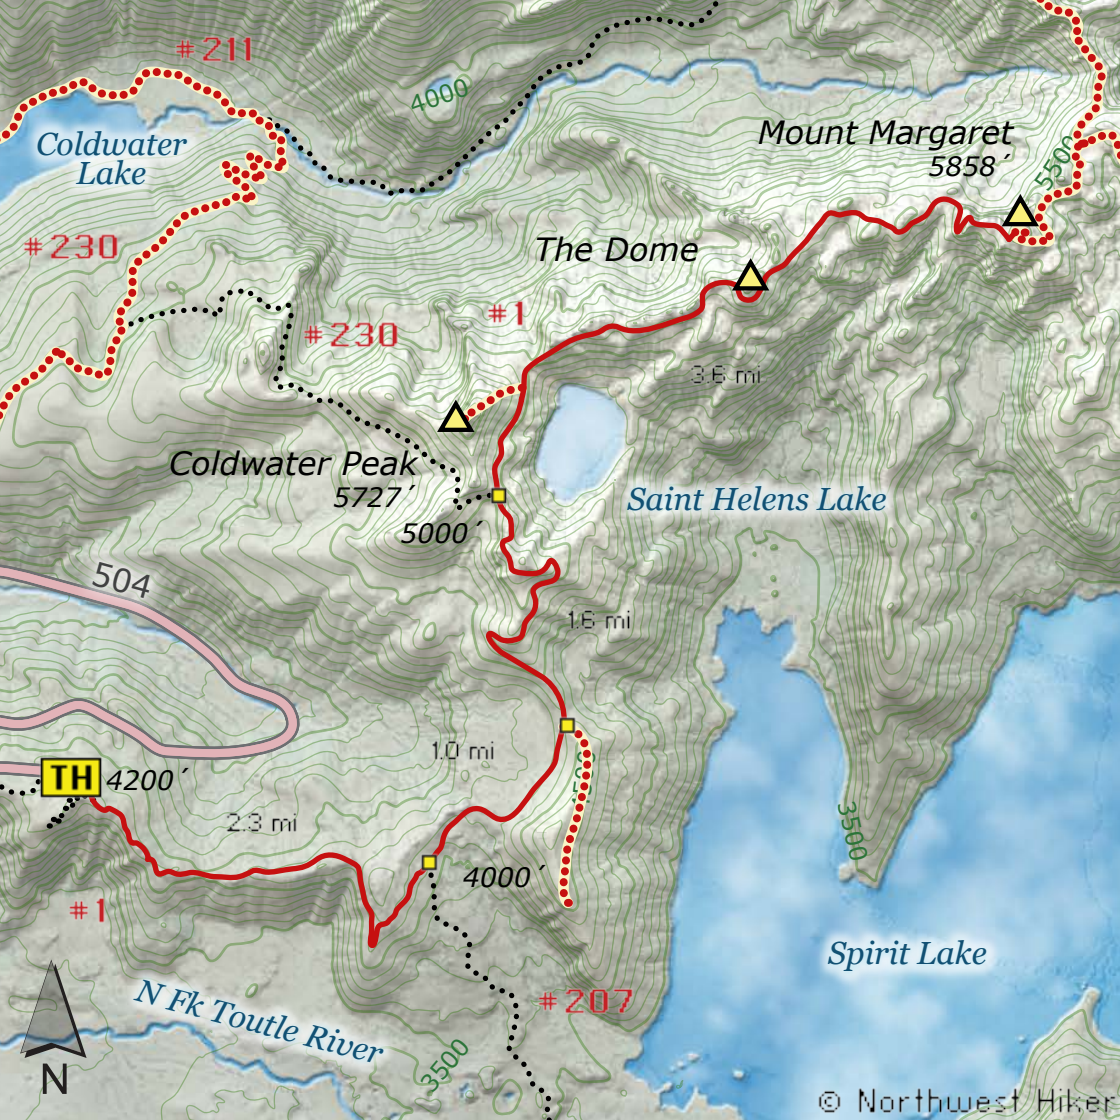 # 211
4000
Coldwater
Lake
Mount Margaret
5858´
5500
# 230
The Dome
#1
# 230
3.6 mi
Coldwater Peak
5727´
Saint Helens Lake
5000´
504
1.6 mi
1.0 mi
TH
4200´
2.3 mi
3500
4000´
#1
Spirit Lake
N Fk Toutle River
# 207
3500
N
© Northwest Hiker